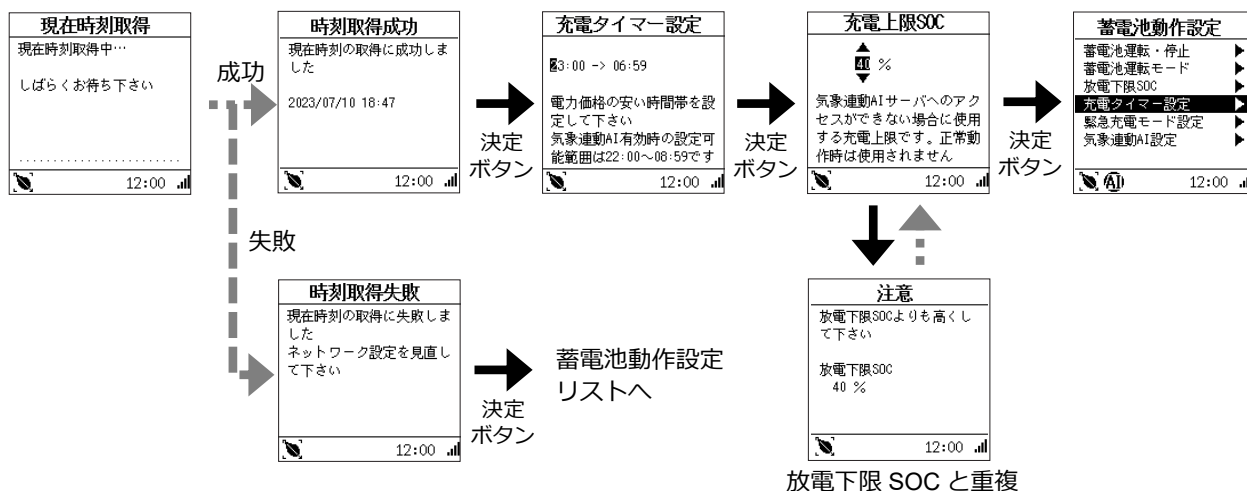 現在時刻取得
現在時刻取得中…
しばらくお待ち下さい
12:00
成功
失敗
時刻取得成功
現在時刻の取得に成功しま
した
2023/07/10 18:47
12:00
決定
ボタン
充電タイマー設定
23:00 -> 06:59
電力価格の安い時間帯を設
定して下さい
気象連動AI有効時の設定可
能範囲は22:00～08:59です
12:00
決定
ボタン
充電上限SOC
40 %
気象連動AIサーバへのアク
セスができない場合に使用
する充電上限です。正常動
作時は使用されません
12:00
決定
ボタン
蓄電池動作設定
蓄電池運転・停止
蓄電池運転モード
放電下限SOC
充電タイマー設定
緊急充電モード設定
気象連動AI設定
AI
12:00
時刻取得失敗
現在時刻の取得に失敗しま
した
ネットワーク設定を見直し
て下さい
12:00
決定
ボタン
蓄電池動作設定
リストへ
注意
放電下限SOCよりも高くし
て下さい
放電下限SOC
40 %
12:00
放電下限 SOC と重複